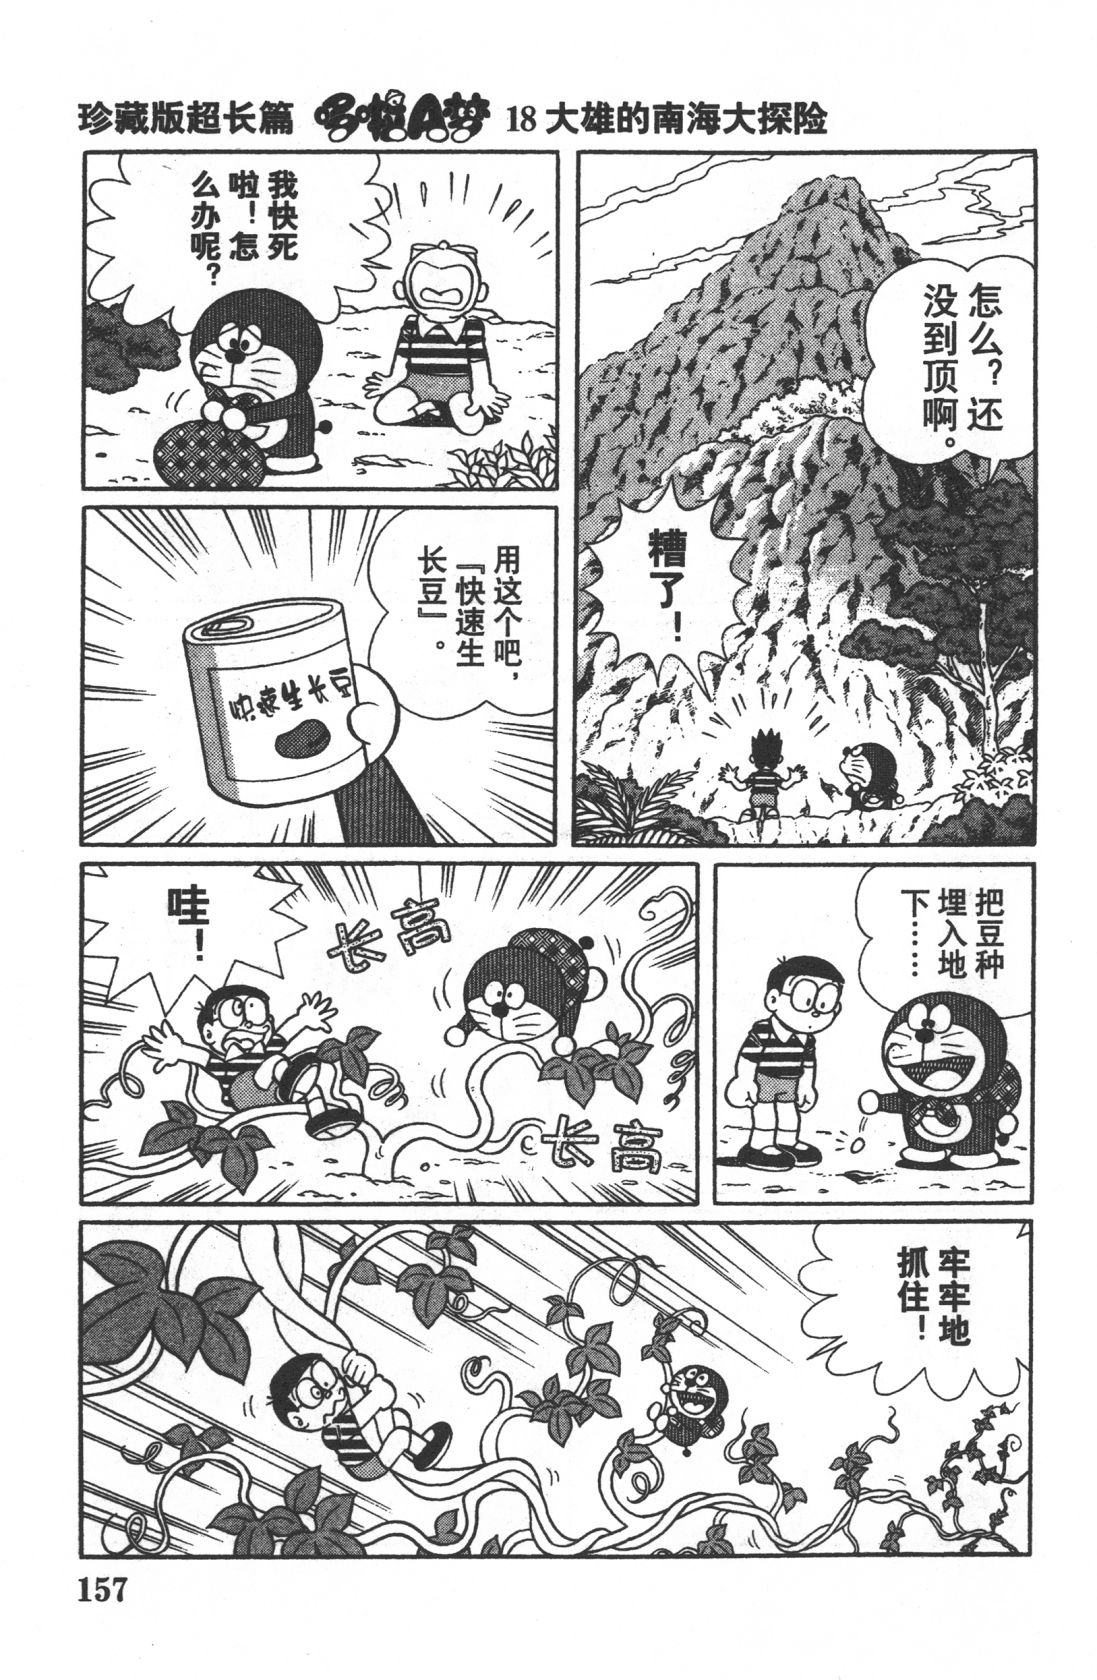 珍藏版超长篇 哆啦A梦 18 大雄的南海大探险
怎么？还
没到顶啊。
糟了！
我快死
啦！怎
么办呢？
用这个吧，
『快速生
长豆』。
快速生长豆
把豆种
埋入地
下……
长高
长高
哇！
牢牢地
抓住！
157